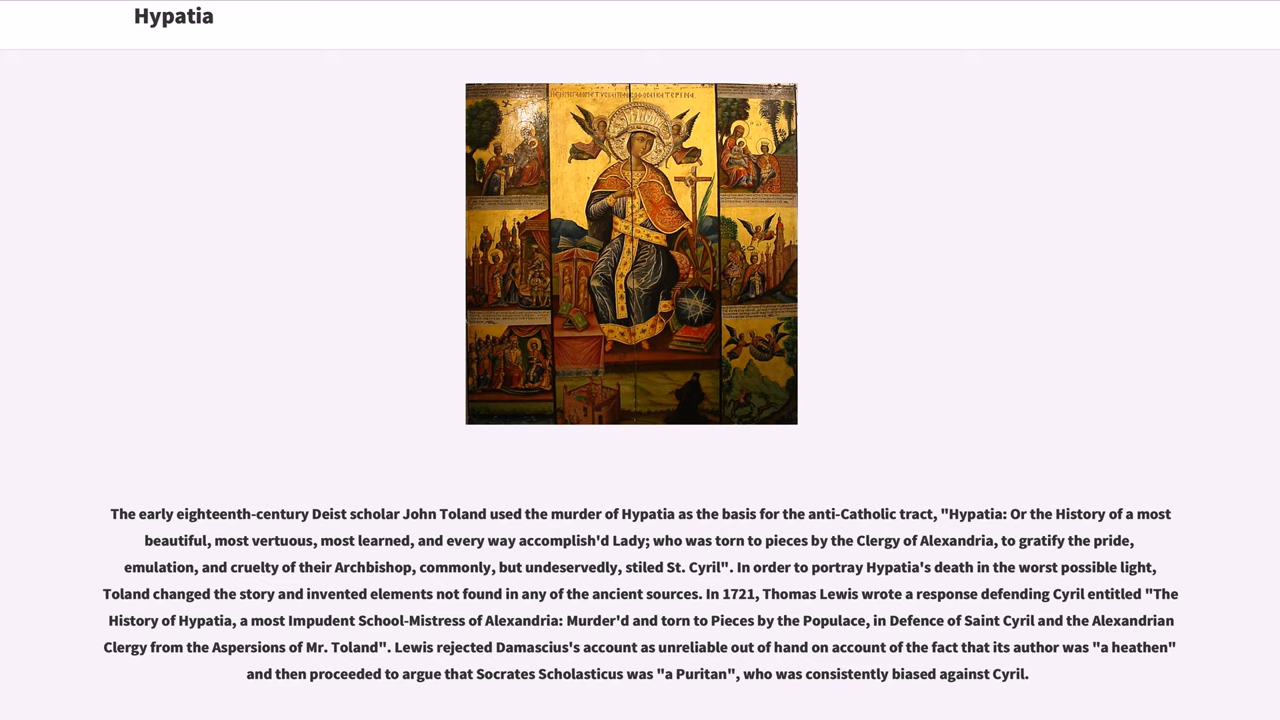 Hypatia
The early eighteenth-century Deist scholar John Toland used the murder of Hypatia as the basis for the anti-Catholic tract, "Hypatia: Or the History of a most
beautiful, most vertuous, most learned, and every way accomplish'd Lady; who was torn to pieces by the Clergy of Alexandria, to gratify the pride,
emulation, and cruelty of their Archbishop, commonly, but undeservedly, stiled St. Cyril". In order to portray Hypatia's death in the worst possible light,
Toland changed the story and invented elements not found in any of the ancient sources. In 1721, Thomas Lewis wrote a response defending Cyril entitled "The
History of Hypatia, a most Impudent School-Mistress of Alexandria: Murder'd and torn to Pieces by the Populace, in Defence of Saint Cyril and the Alexandrian
Clergy from the Aspersions of Mr. Toland". Lewis rejected Damascius's account as unreliable out of hand on account of the fact that its author was "a heathen"
and then proceeded to argue that Socrates Scholasticus was "a Puritan", who was consistently biased against Cyril.